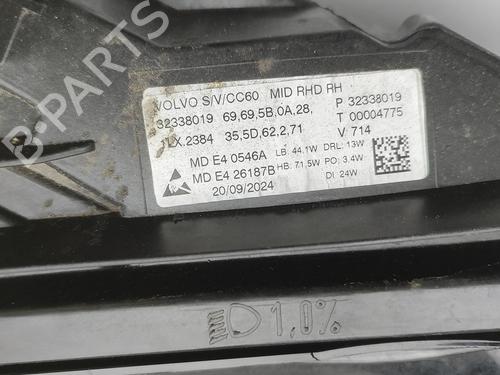 VOLVO S/V/CC60 MID RHD RH
32338019 69,69,5B,0A,28, P 32338019
1LX.2384 35,5D,62,2,71 T 00004775
V 714
MD E4 0546A LB: 44.1W DRL: 13W
MD E4 26187B HB: 71.5W PO: 3.4W
20/09/2024 DI: 24W
1,0%